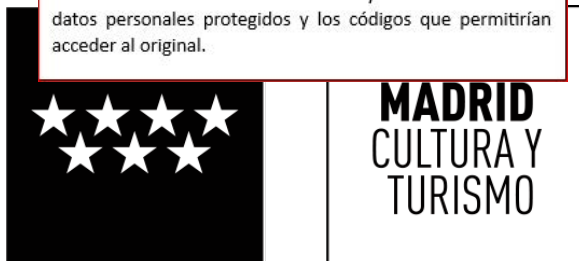 datos personales protegidos y los códigos que permitirían
acceder al original.
MADRID
CULTURA Y
TURISMO